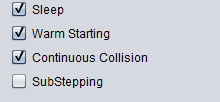 Sleep
Warm Starting
Continuous Collision
SubStepping